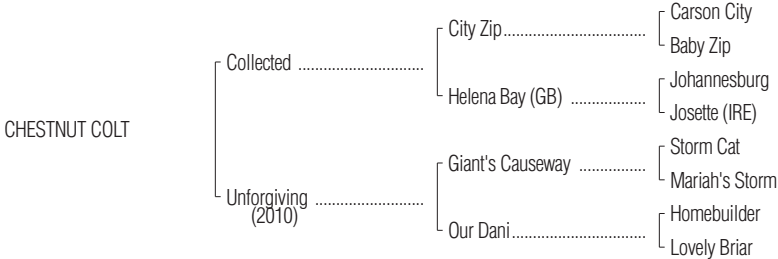 Carson City
City Zip
Baby Zip
Collected
Johannesburg
Helena Bay (GB)
Josette (IRE)
CHESTNUT COLT
Storm Cat
Giant's Causeway
Mariah's Storm
Unforgiving
(2010)
Homebuilder
Our Dani
Lovely Briar